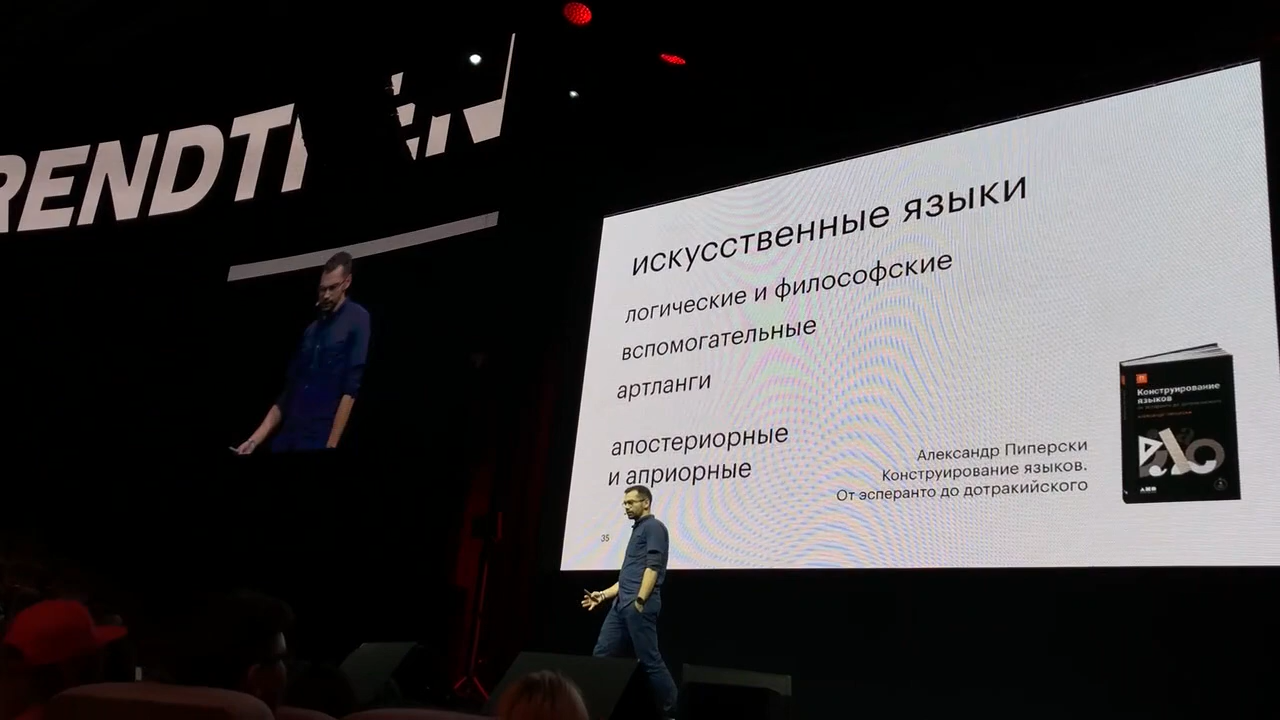 RENDT
искусственные языки
логические и философские
вспомогательные
артланги
апостериорные
и априорные
Александр Пиперски
Конструирование языков.
От эсперанто до дотракийского
35
Конструирование
языков